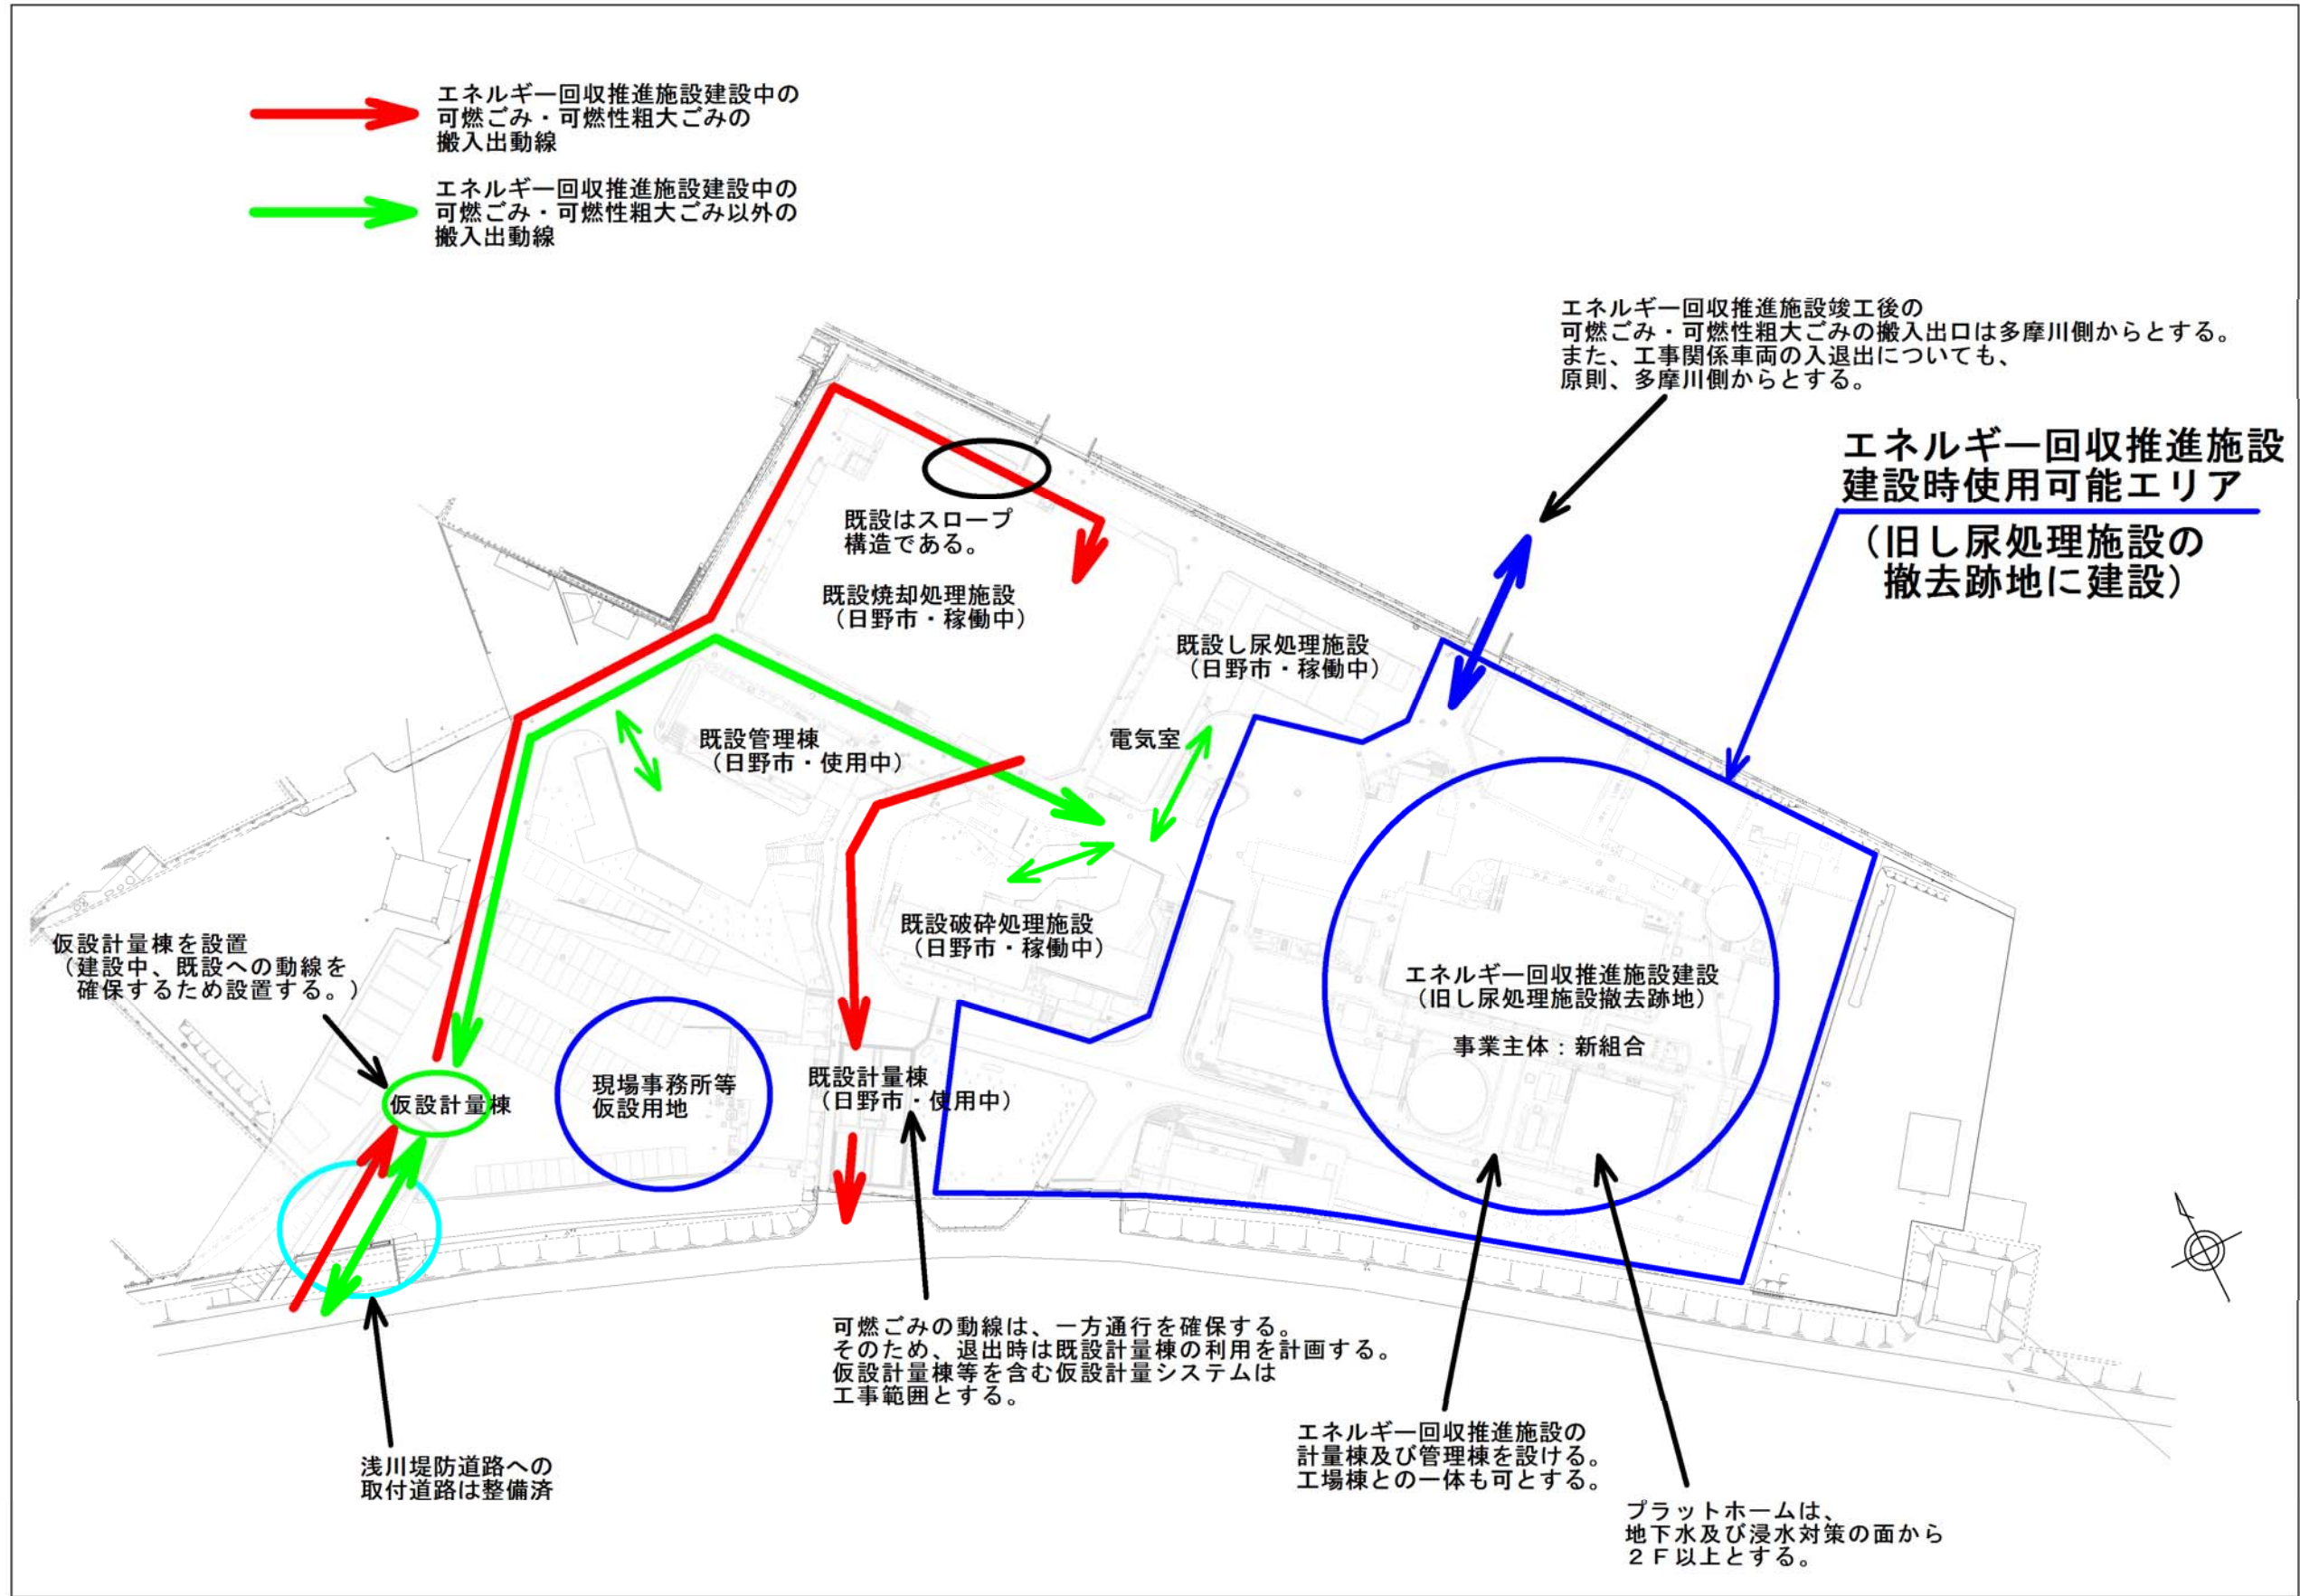 エネルギー回収推進施設建設中の
可燃ごみ・可燃性粗大ごみの
搬入出動線
エネルギー回収推進施設建設中の
可燃ごみ・可燃性粗大ごみ以外の
搬入出動線
エネルギー回収推進施設竣工後の
可燃ごみ・可燃性粗大ごみの搬入出口は多摩川側からとする。
また、工事関係車両の入退出についても、
原則、多摩川側からとする。
エネルギー回収推進施設
建設時使用可能エリア
（旧し尿処理施設の
撤去跡地に建設）
既設はスロープ
構造である。
既設焼却処理施設
（日野市・稼働中）
既設し尿処理施設
（日野市・稼働中）
既設管理棟
（日野市・使用中）
電気室
既設破砕処理施設
（日野市・稼働中）
仮設計量棟を設置
（建設中、既設への動線を
確保するため設置する。）
エネルギー回収推進施設建設
（旧し尿処理施設撤去跡地）
事業主体：新組合
仮設計量棟
現場事務所等
仮設用地
既設計量棟
（日野市・使用中）
可燃ごみの動線は、一方通行を確保する。
そのため、退出時は既設計量棟の利用を計画する。
仮設計量棟等を含む仮設計量システムは
工事範囲とする。
浅川堤防道路への
取付道路は整備済
エネルギー回収推進施設の
計量棟及び管理棟を設ける。
工場棟との一体も可とする。
プラットホームは、
地下水及び浸水対策の面から
２Ｆ以上とする。